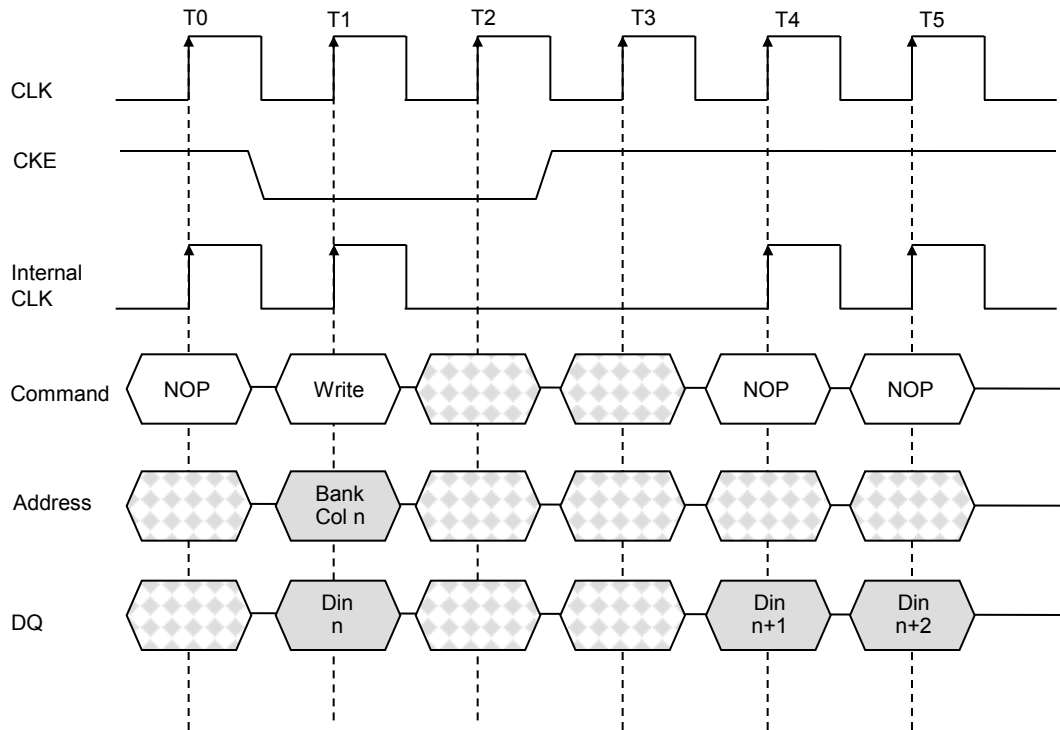 T0 T1 T2 T3 T4 T5
CLK
CKE
Internal
CLK
Command NOP Write NOP NOP
Address Bank
Col n
DQ Din
n Din
n+1 Din
n+2